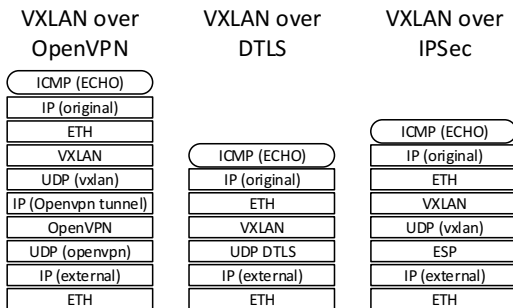 VXLAN over
OpenVPN
ICMP (ECHO)
IP (original)
ETH
VXLAN
UDP (vxlan)
IP (Openvpn tunnel)
OpenVPN
UDP (openvpn)
IP (external)
ETH
VXLAN over
DTLS
ICMP (ECHO)
IP (original)
ETH
VXLAN
UDP DTLS
IP (external)
ETH
VXLAN over
IPSec
ICMP (ECHO)
IP (original)
ETH
VXLAN
UDP (vxlan)
ESP
IP (external)
ETH